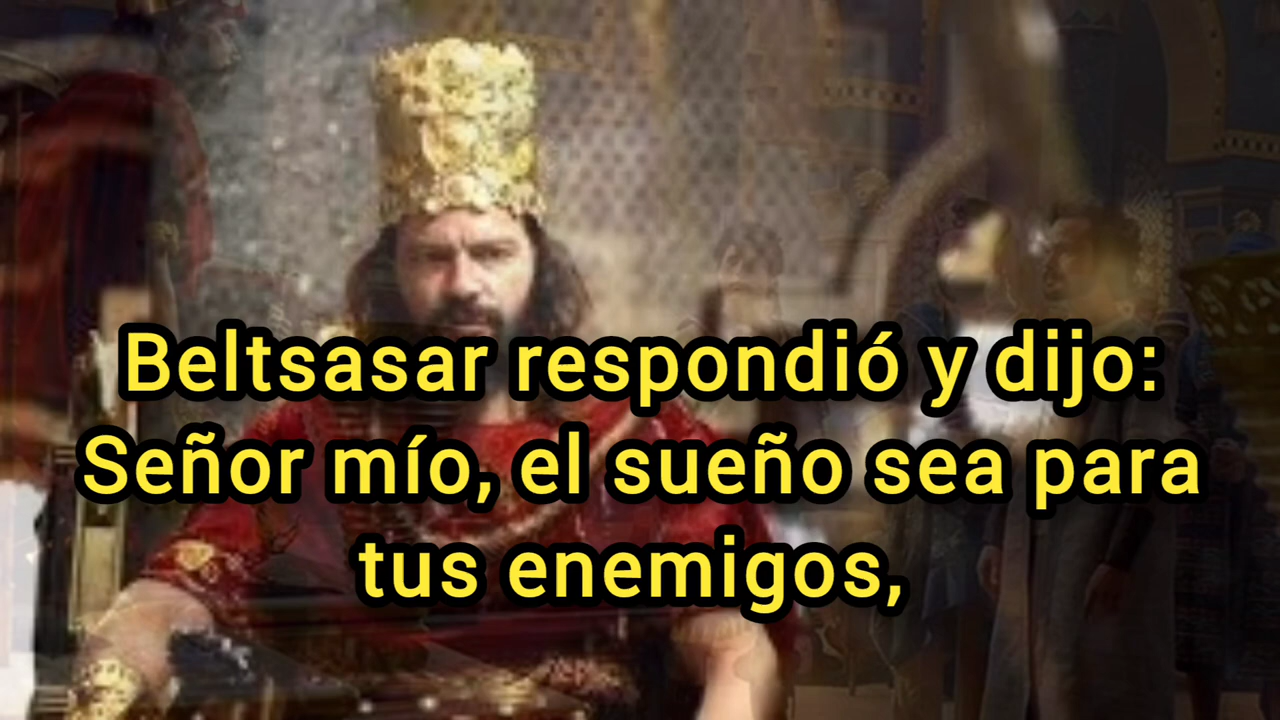 Beltsasar respondió y dijo:
Señor mío, el sueño sea para
tus enemigos,